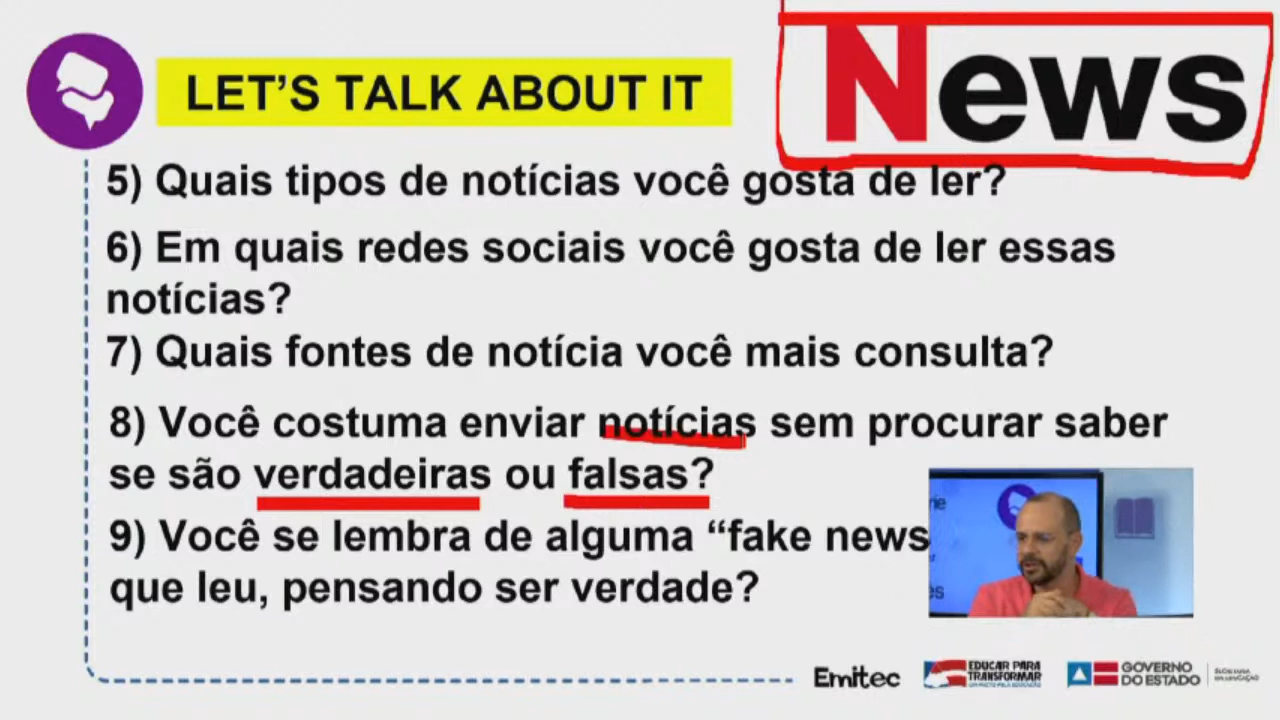 News
LET'S TALK ABOUT IT
5) Quais tipos de notícias você gosta de ler?
6) Em quais redes sociais você gosta de ler essas
notícias?
7) Quais fontes de notícia você mais consulta?
8) Você costuma enviar notícias sem procurar saber
se são verdadeiras ou falsas?
9) Você se lembra de alguma “fake news
que leu, pensando ser verdade?
Emitec
EDUCAR PARA
TRANSFORMAR
GOVERNO
DO ESTADO